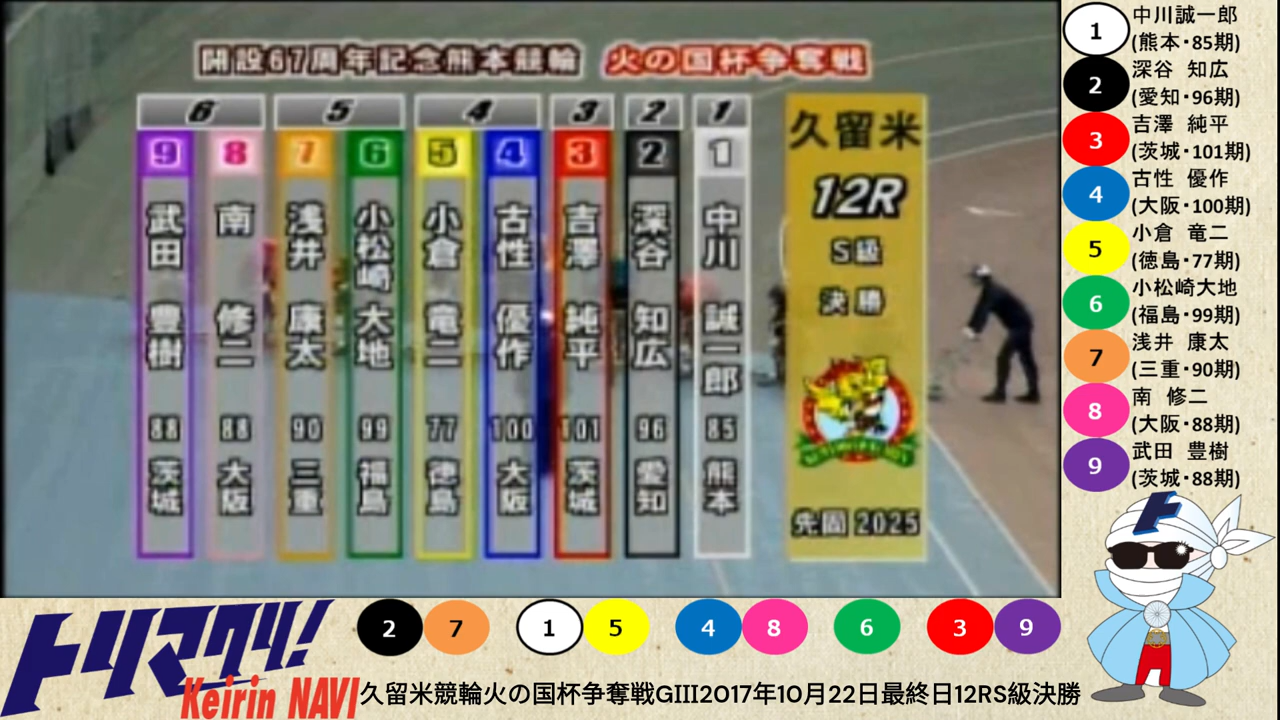 開設67周年記念熊本競輪 火の国杯争奪戦
6 5 4 3 2 1
9 8 7 6 5 4 3 2 1
久留米
12R
S級
決勝
先固 2025
中川 誠一郎 85 熊本
深谷 知広 96 愛知
吉澤 純平 101 茨城
古性 優作 100 大阪
小倉 竜二 77 徳島
小松崎 大地 99 福島
浅井 康太 90 三重
南 修二 88 大阪
武田 豊樹 88 茨城
1 中川誠一郎
(熊本・85期)
2 深谷 知広
(愛知・96期)
3 吉澤 純平
(茨城・101期)
4 古性 優作
(大阪・100期)
5 小倉 竜二
(徳島・77期)
6 小松崎大地
(福島・99期)
7 浅井 康太
(三重・90期)
8 南 修二
(大阪・88期)
9 武田 豊樹
(茨城・88期)
ト
トリマクリ!
Keirin NAVI
2 7 1 5 4 8 6 3 9
久留米競輪火の国杯争奪戦GIII2017年10月22日最終日12RS級決勝